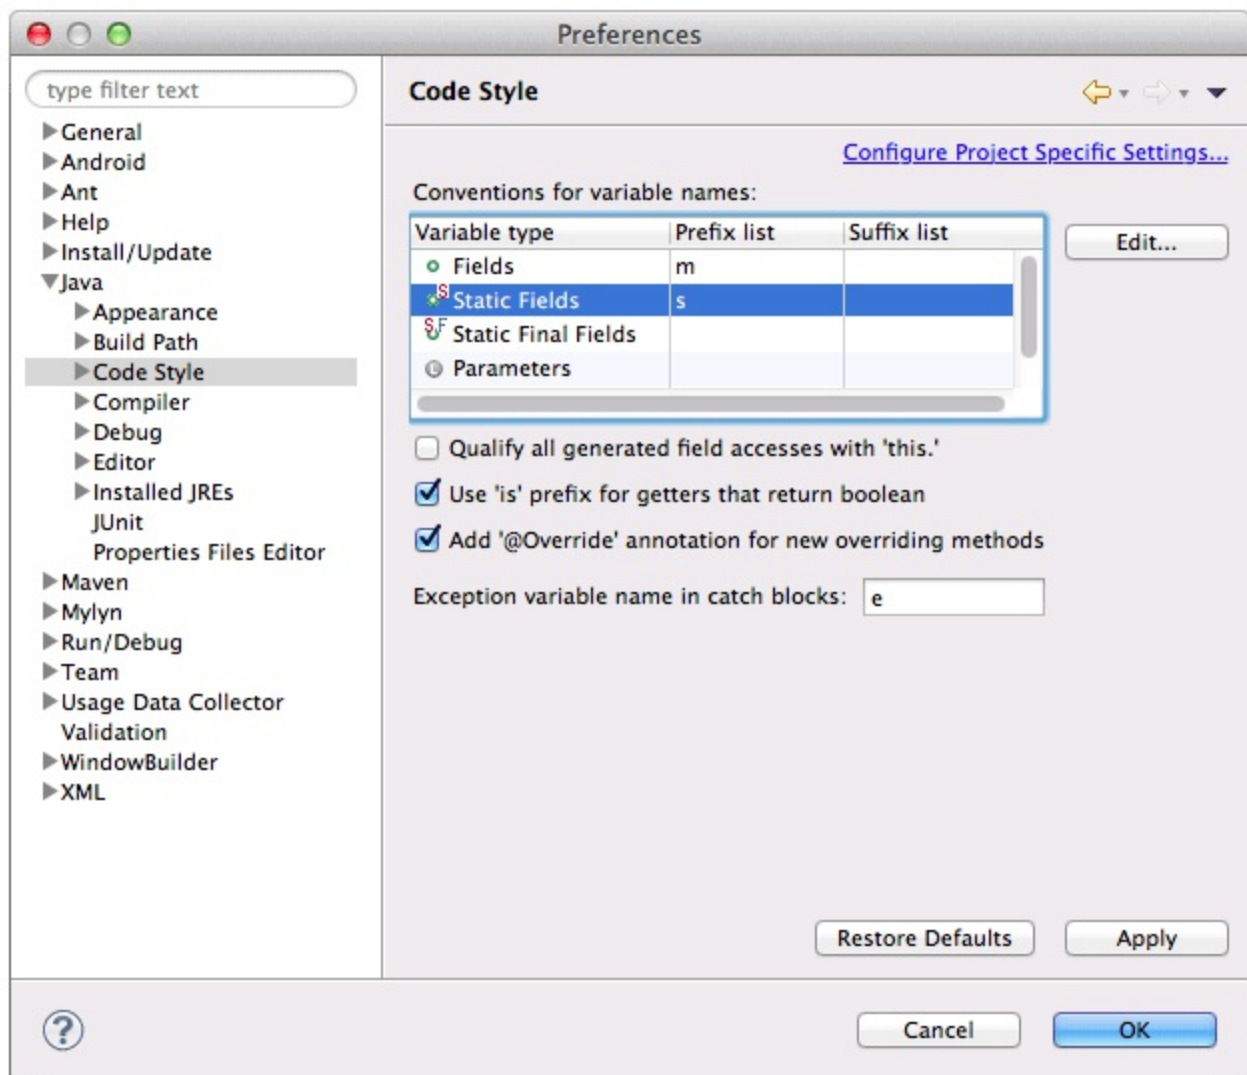 Preferences
type filter text
General
Android
Ant
Help
Install/Update
Java
Appearance
Build Path
Code Style
Compiler
Debug
Editor
Installed JREs
JUnit
Properties Files Editor
Maven
Mylyn
Run/Debug
Team
Usage Data Collector
Validation
WindowBuilder
XML
Code Style
Configure Project Specific Settings...
Conventions for variable names:
Variable type Prefix list Suffix list
Fields m
S Static Fields s
S F Static Final Fields
L Parameters
Edit...
Qualify all generated field accesses with 'this.'
Use 'is' prefix for getters that return boolean
Add '@Override' annotation for new overriding methods
Exception variable name in catch blocks: e
Restore Defaults Apply
? Cancel OK